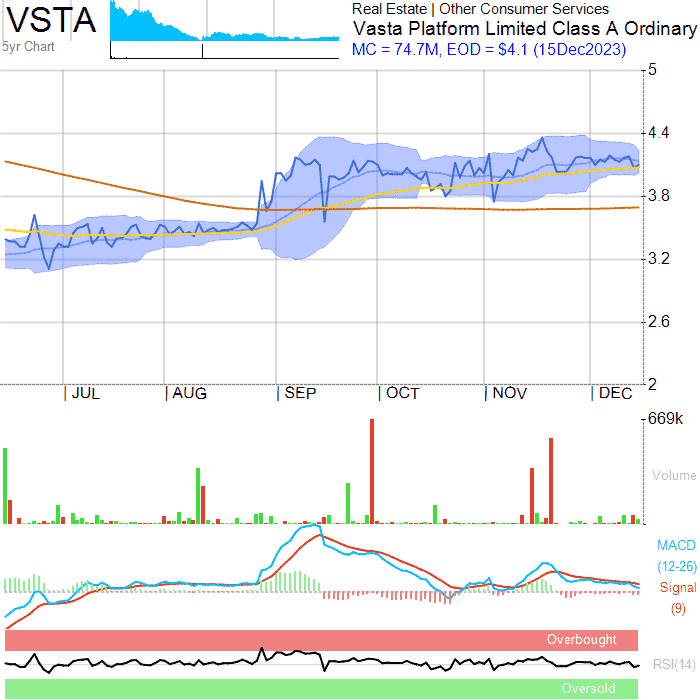 VSTA
5yr Chart
Real Estate | Other Consumer Services
Vasta Platform Limited Class A Ordinary
MC = 74.7M, EOD = $4.1 (15Dec2023)
5
4.4
3.8
3.2
2.6
2
| JUL | AUG | SEP | OCT | NOV | DEC
669k
Volume
MACD
(12-26)
Signal
(9)
Overbought
RSI(14)
Oversold